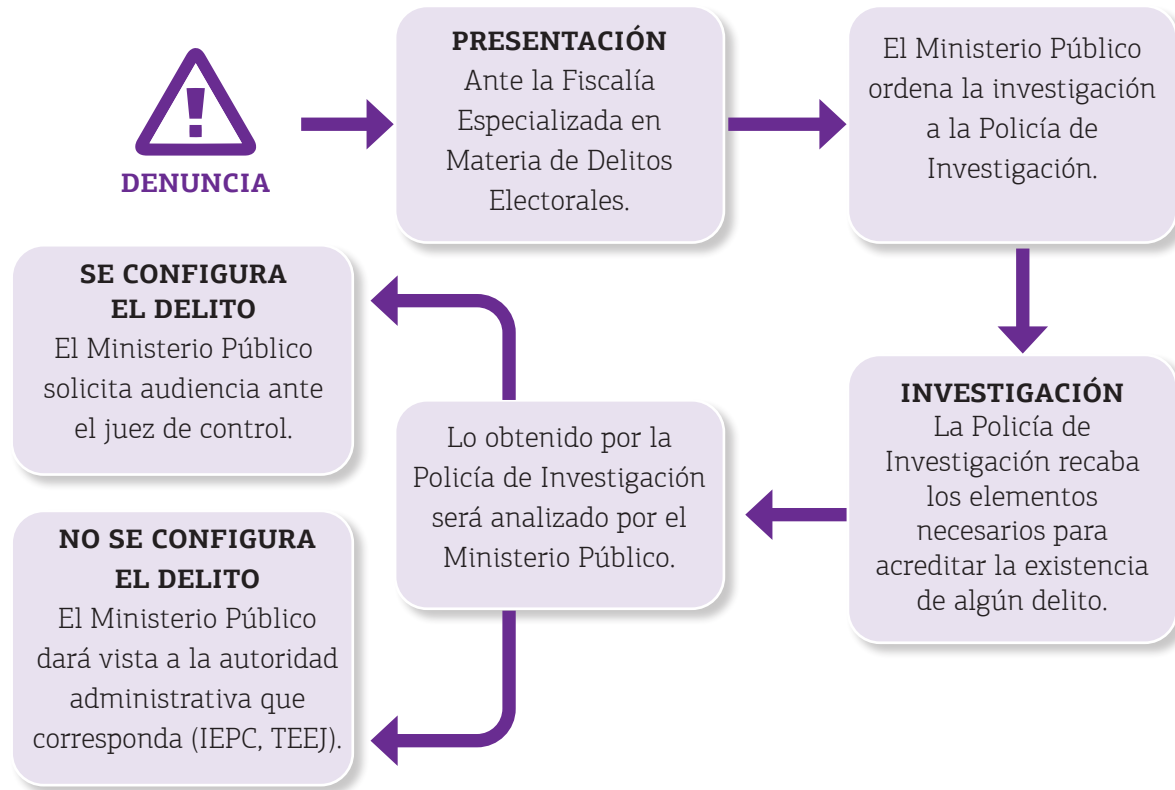 !
DENUNCIA
PRESENTACIÓN
Ante la Fiscalía
Especializada en
Materia de Delitos
Electorales.
El Ministerio Público
ordena la investigación
a la Policía de
Investigación.
INVESTIGACIÓN
La Policía de
Investigación recaba
los elementos
necesarios para
acreditar la existencia
de algún delito.
Lo obtenido por la
Policía de Investigación
será analizado por el
Ministerio Público.
SE CONFIGURA
EL DELITO
El Ministerio Público
solicita audiencia ante
el juez de control.
NO SE CONFIGURA
EL DELITO
El Ministerio Público
dará vista a la autoridad
administrativa que
corresponda (IEPC, TEEJ).